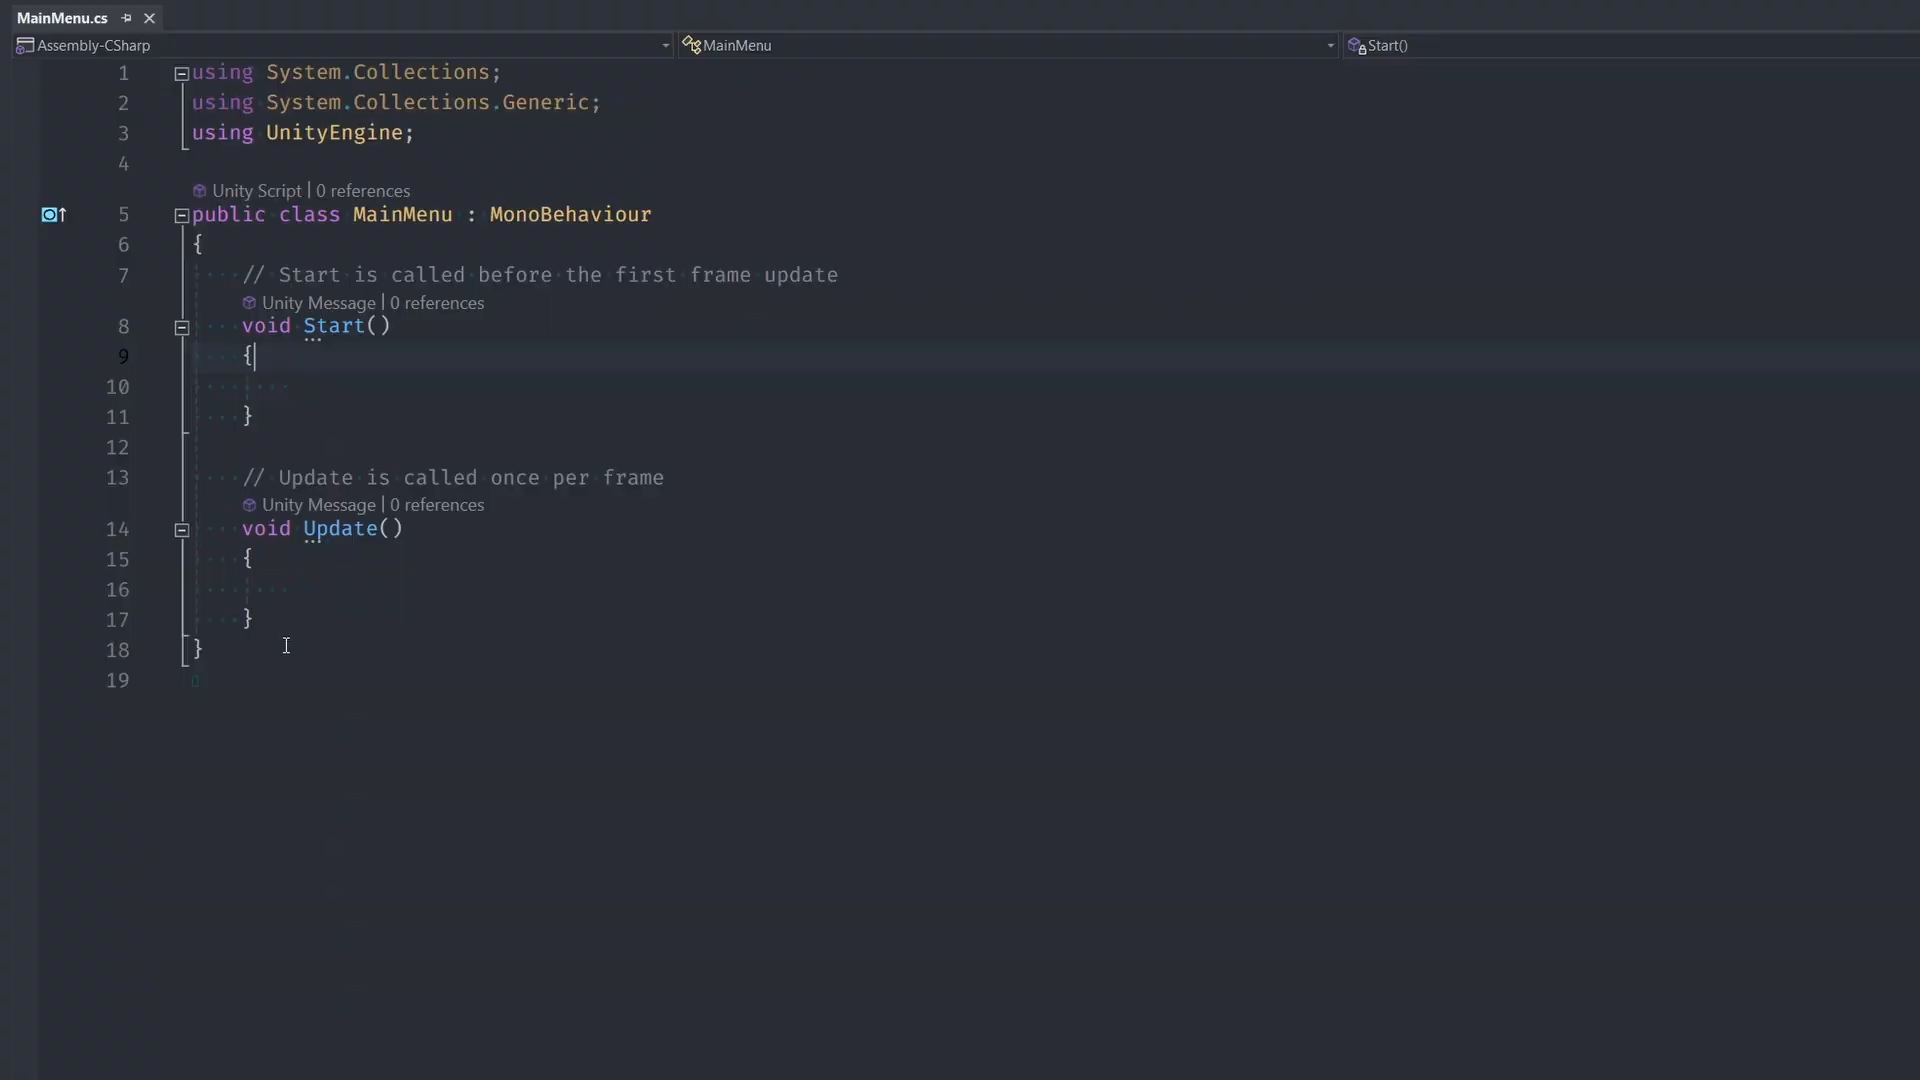 MainMenu.cs
Assembly-CSharp MainMenu Start()
1 using System.Collections;
2 using System.Collections.Generic;
3 using UnityEngine;
4
Unity Script | 0 references
5 public class MainMenu : MonoBehaviour
6 {
7 // Start is called before the first frame update
Unity Message | 0 references
8 void Start()
9 {
10
11 }
12
13 // Update is called once per frame
Unity Message | 0 references
14 void Update()
15 {
16
17 }
18 }
19